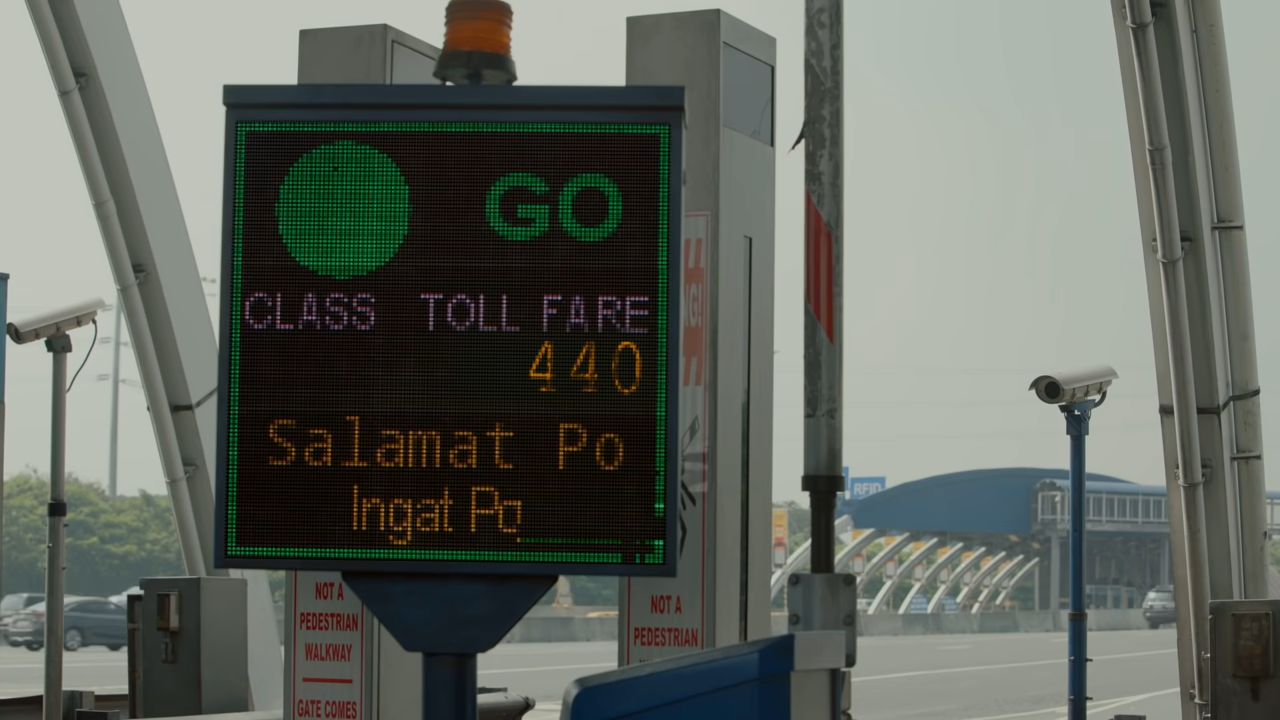 GO
CLASS TOLL FARE
440
Salamat Po
Ingat Po
NOT A
PEDESTRIAN
WALKWAY
GATE COMES
NOT A
PEDESTRIAN
RFID